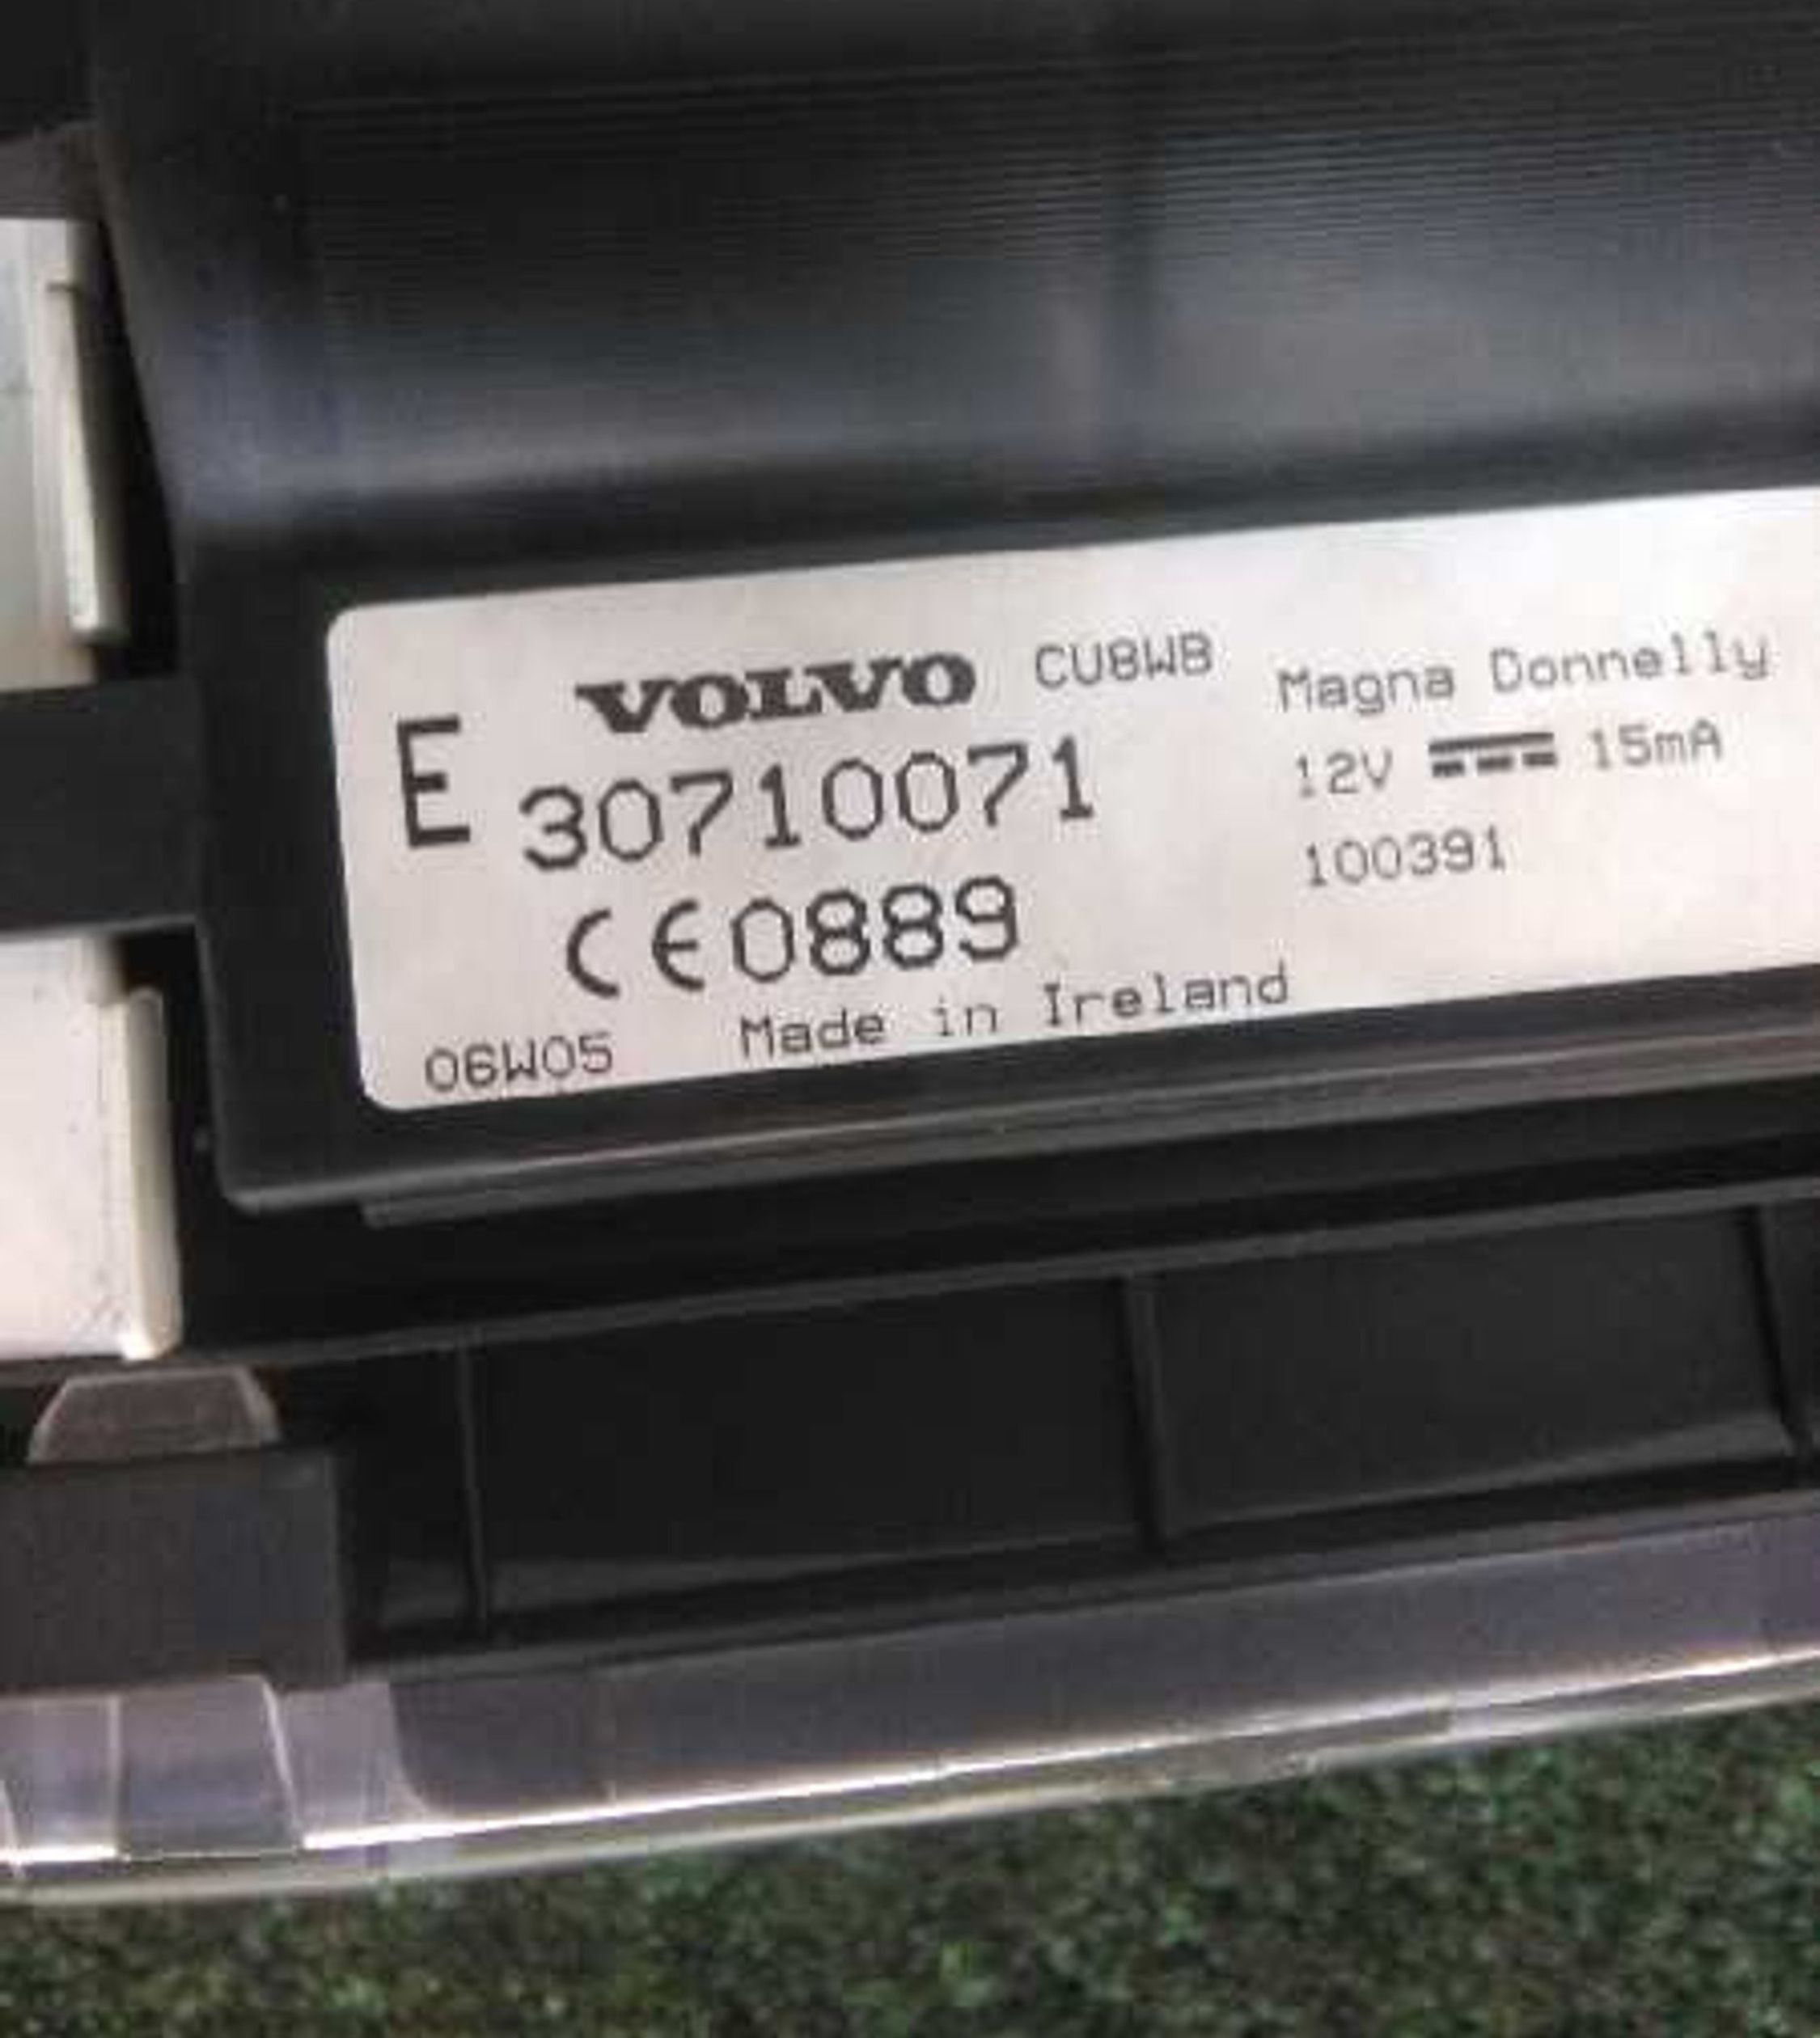 VOLVO CU8WB
E 30710071
CE0889
06W05 Made in Ireland
Magna Donnelly
12V ⎓ 15mA
100391